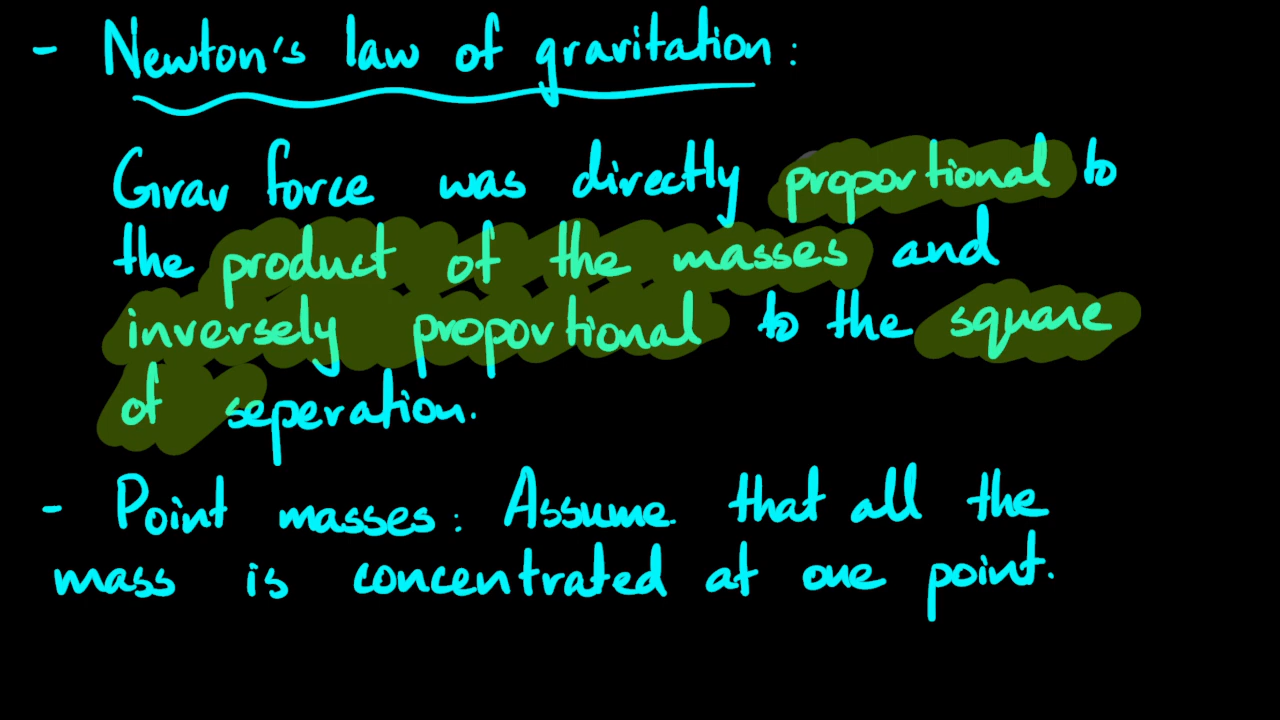 - Newton's law of gravitation:
Grav force was directly proportional to
the product of the masses and
inversely proportional to the square
of seperation.
- Point masses: Assume that all the
mass is concentrated at one point.